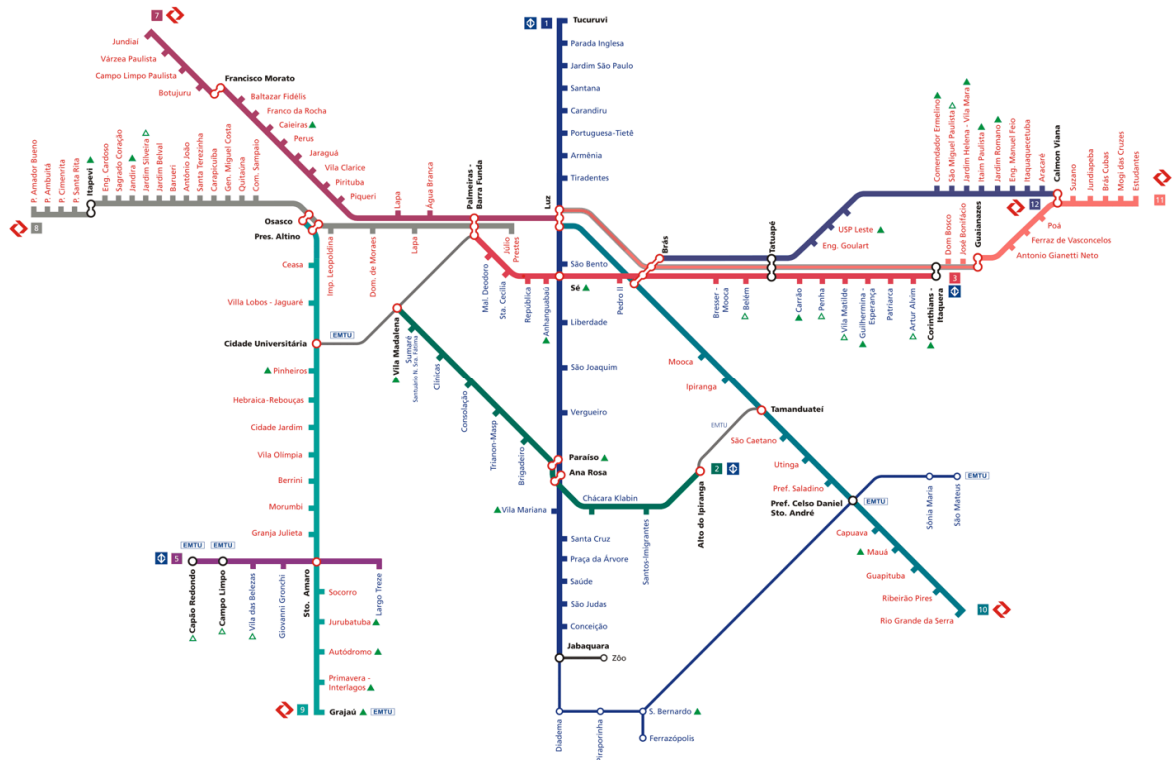 7
Jundiaí
Várzea Paulista
Campo Limpo Paulista
Botujuru
Francisco Morato
Baltazar Fidélis
Franco da Rocha
Caieiras
Perus
Jaraguá
Vila Clarice
Pirituba
Piqueri
Lapa
Água Branca
Palmeiras -
Barra Funda
Luz
1
Tucuruvi
Parada Inglesa
Jardim São Paulo
Santana
Carandiru
Portuguesa-Tietê
Armênia
Tiradentes
São Bento
Sé
Liberdade
São Joaquim
Vergueiro
Paraíso
Ana Rosa
Vila Mariana
Santa Cruz
Praça da Árvore
Saúde
São Judas
Conceição
Jabaquara
Zôo
8
P. Amador Bueno
P. Ambuitá
P. Cimenrita
P. Santa Rita
Itapevi
Eng. Cardoso
Sagrado Coração
Jandira
Jardim Silveira
Jardim Belval
Barueri
Antônio João
Santa Terezinha
Carapicuíba
Gen. Miguel Costa
Quitaúna
Com. Sampaio
Osasco
Pres. Altino
Imp. Leopoldina
Dom. de Moraes
Lapa
Júlio
Prestes
Ceasa
Villa Lobos - Jaguaré
Cidade Universitária
EMTU
Pinheiros
Hebraica-Rebouças
Cidade Jardim
Vila Olímpia
Berrini
Morumbi
Granja Julieta
Sto. Amaro
Socorro
Jurubatuba
Autódromo
Primavera -
Interlagos
9
Grajaú
EMTU
5
EMTU
EMTU
Capão Redondo
Campo Limpo
Vila das Belezas
Giovanni Gronchi
Largo Treze
Vila Madalena
Sumaré
Santuário N. Sra. Fátima
Clínicas
Consolação
Trianon-Masp
Brigadeiro
Chácara Klabin
Santos-Imigrantes
Alto do Ipiranga
2
EMTU
Mal. Deodoro
Sta. Cecília
República
Anhanguabaú
Pedro II
Brás
Bresser -
Mooca
Belém
Tatuapé
Carrão
Penha
Vila Matilde
Guilhermina -
Esperança
Patriarca
Artur Alvim
Corinthians -
Itaquera
3
Dom Bosco
José Bonifácio
Guaianazes
Antonio Gianetti Neto
Ferraz de Vasconcelos
Poá
Calmon Viana
Suzano
Jundiapeba
Brás Cubas
Mogi das Cruzes
Estudantes
11
12
Eng. Goulart
USP Leste
Comendador Ermelino
São Miguel Paulista
Jardim Helena - Vila Mara
Itaim Paulista
Jardim Romano
Eng. Manuel Feio
Itaquaquecetuba
Aracaré
Mooca
Ipiranga
Tamanduateí
São Caetano
Utinga
Pref. Saladino
Pref. Celso Daniel
Sto. André
EMTU
Capuava
Mauá
Guapituba
Ribeirão Pires
Rio Grande da Serra
10
Sônia Maria
São Mateus
EMTU
Diadema
Piraporinha
S. Bernardo
Ferrazópolis